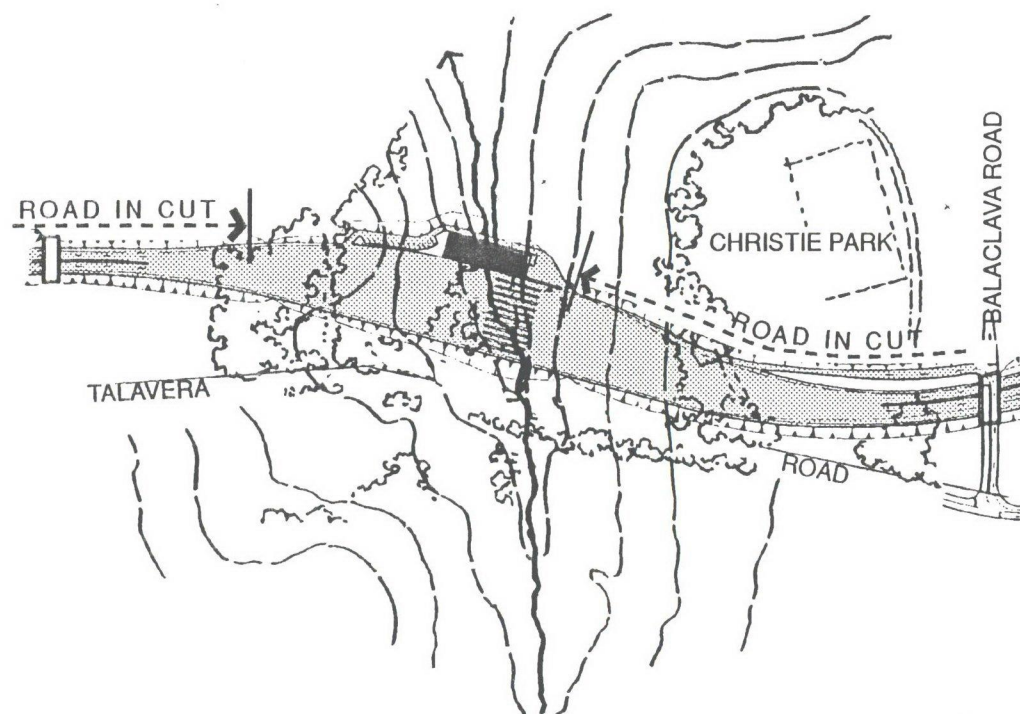 ROAD IN CUT
CHRISTIE PARK
BALACLAVA ROAD
ROAD IN CUT
TALAVERA
ROAD